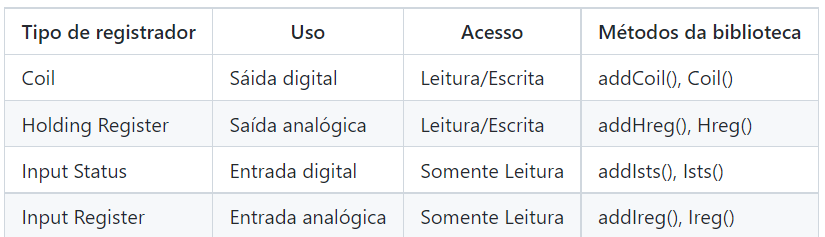 Tipo de registrador Uso Acesso Métodos da biblioteca
Coil Sáida digital Leitura/Escrita addCoil(), Coil()
Holding Register Saída analógica Leitura/Escrita addHreg(), Hreg()
Input Status Entrada digital Somente Leitura addIsts(), Ists()
Input Register Entrada analógica Somente Leitura addIreg(), Ireg()